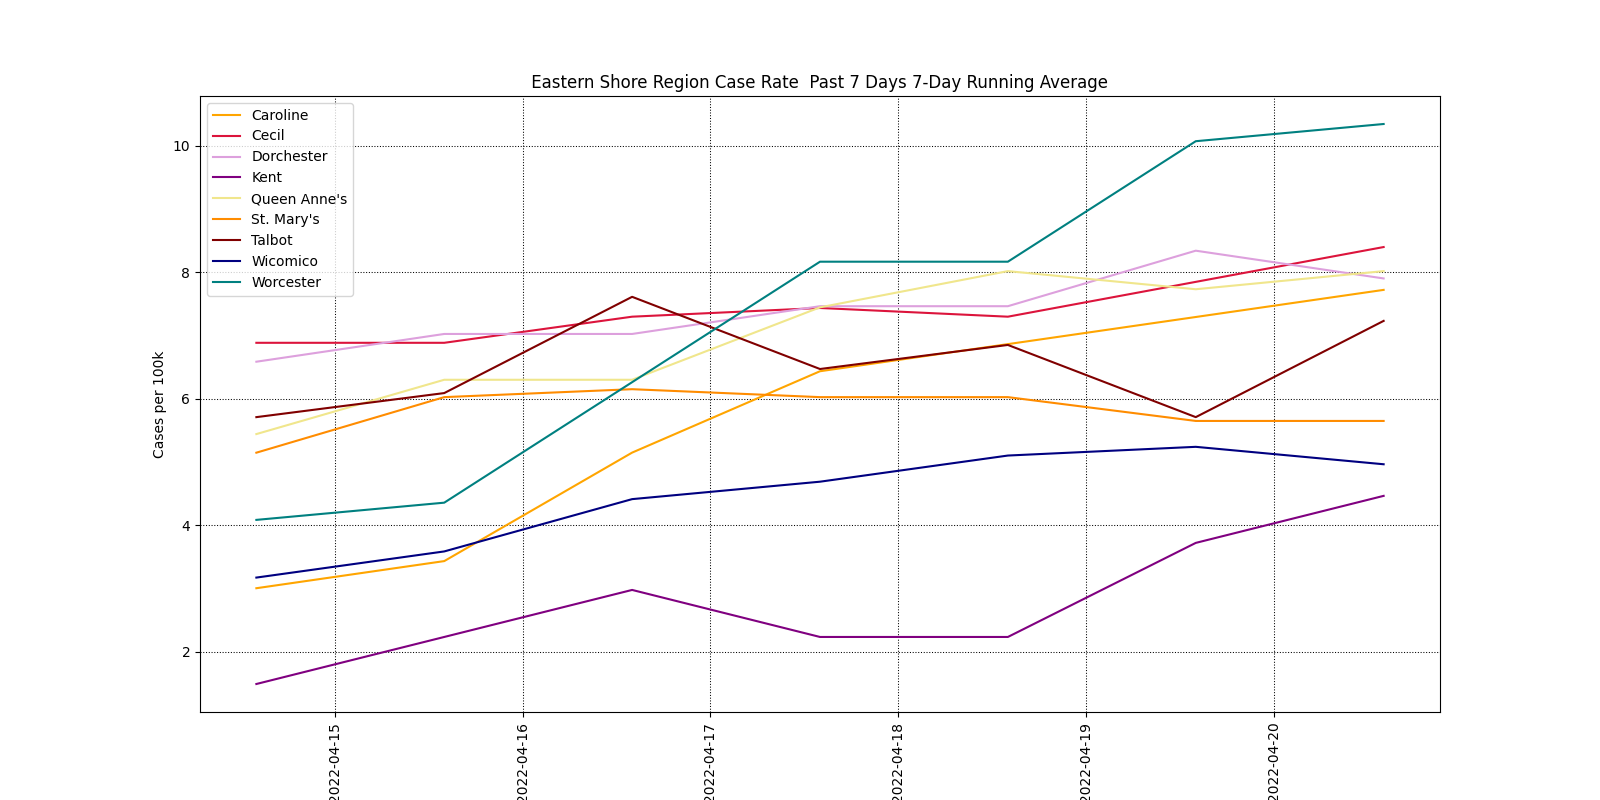 Eastern Shore Region Case Rate  Past 7 Days 7-Day Running Average
Caroline
Cecil
Dorchester
Kent
Queen Anne's
St. Mary's
Talbot
Wicomico
Worcester
Cases per 100k
10
8
6
4
2
2022-04-15
2022-04-16
2022-04-17
2022-04-18
2022-04-19
2022-04-20